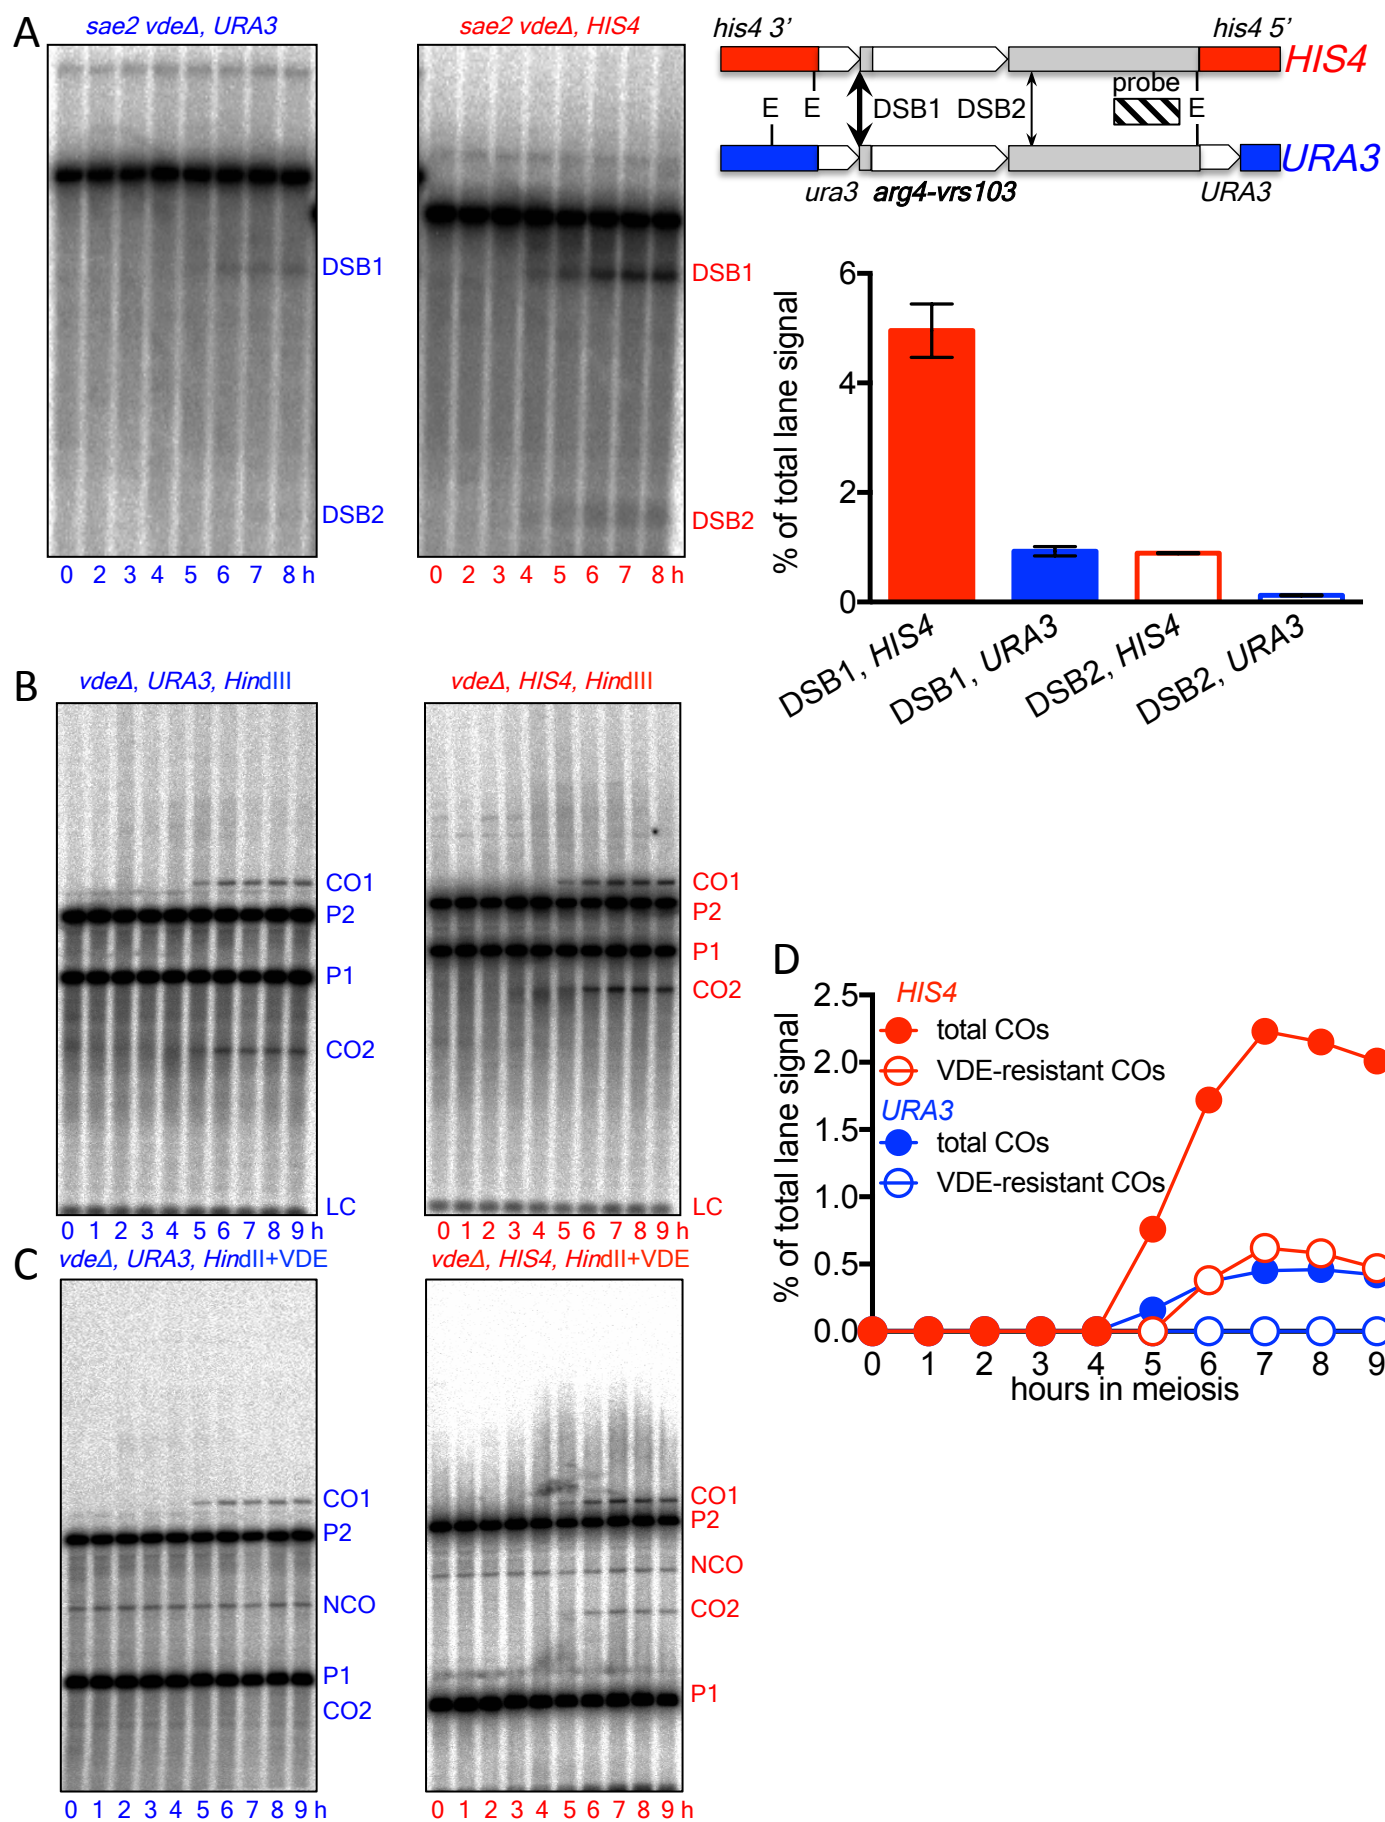 A
sae2 vdeΔ, URA3
DSB1
DSB2
0 2 3 4 5 6 7 8 h
sae2 vdeΔ, HIS4
DSB1
DSB2
0 2 3 4 5 6 7 8 h
his4 3’ his4 5’
HIS4
probe
E E DSB1 DSB2 E
URA3
ura3 arg4-vrs103 URA3
% of total lane signal
6
4
2
0
DSB1, HIS4
DSB1, URA3
DSB2, HIS4
DSB2, URA3
B
vdeΔ, URA3, HindIII
CO1
P2
P1
CO2
LC
0 1 2 3 4 5 6 7 8 9 h
vdeΔ, HIS4, HindIII
CO1
P2
P1
CO2
0 1 2 3 4 5 6 7 8 9 h
C
vdeΔ, URA3, HindII+VDE
CO1
P2
NCO
P1
CO2
0 1 2 3 4 5 6 7 8 9 h
vdeΔ, HIS4, HindII+VDE
CO1
P2
NCO
CO2
P1
0 1 2 3 4 5 6 7 8 9 h
D
% of total lane signal
2.5
2.0
1.5
1.0
0.5
0.0
HIS4
total COs
VDE-resistant COs
URA3
total COs
VDE-resistant COs
0 1 2 3 4 5 6 7 8 9
hours in meiosis